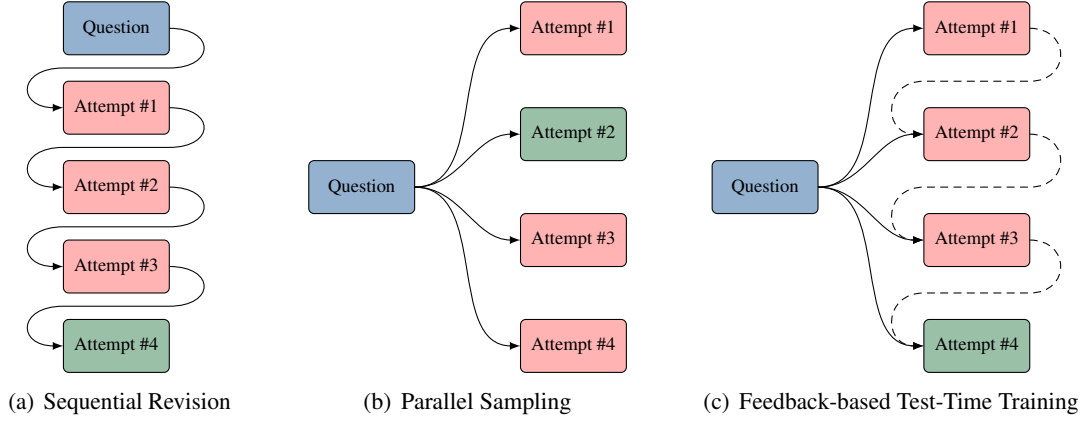 Question
Attempt #1
Attempt #2
Attempt #3
Attempt #4
(a) Sequential Revision
Question
Attempt #1
Attempt #2
Attempt #3
Attempt #4
(b) Parallel Sampling
Question
Attempt #1
Attempt #2
Attempt #3
Attempt #4
(c) Feedback-based Test-Time Training